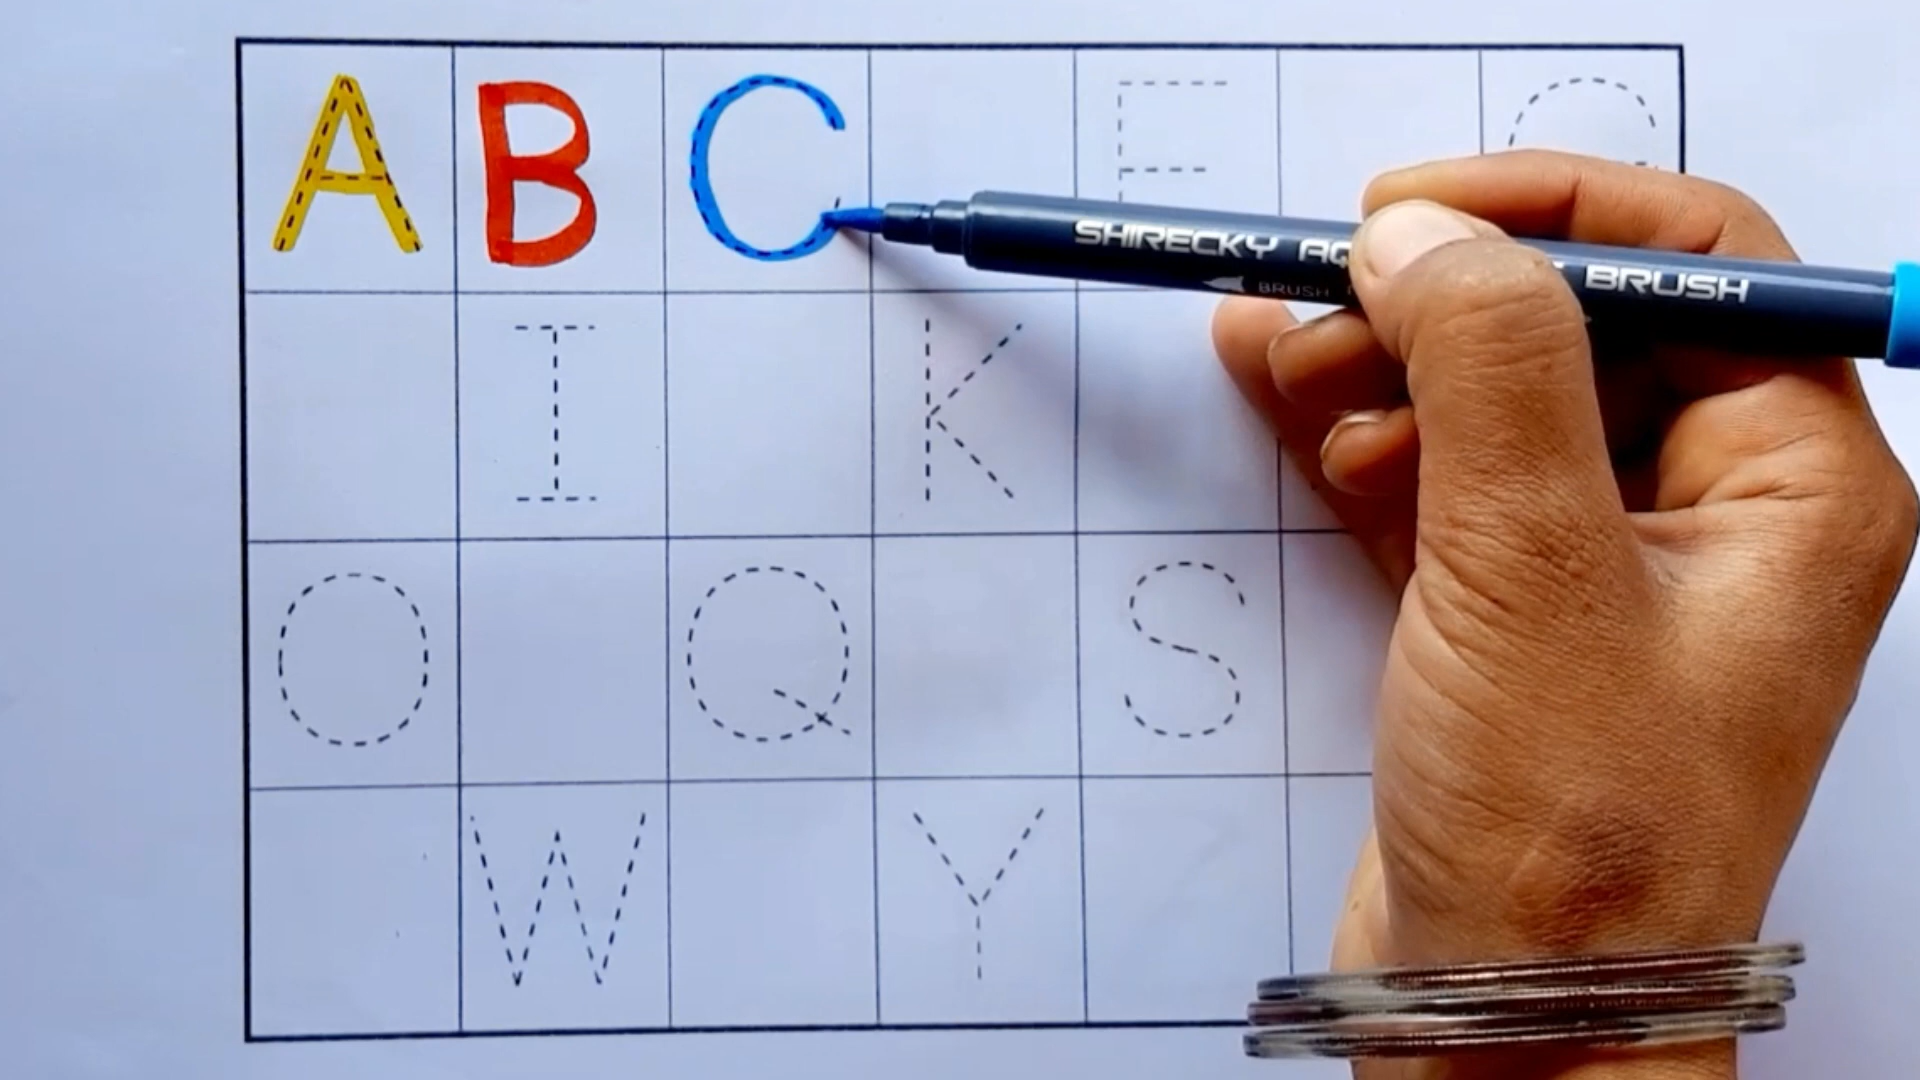 A B C E G
I K
O Q S
W Y
SHIRECKY AQ BRUSH
BRUSH